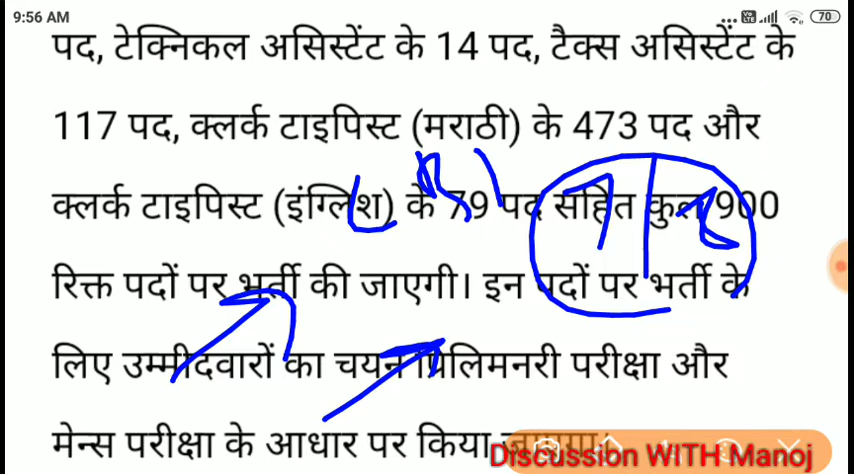 9:56 AM
70
पद, टेक्निकल असिस्टेंट के 14 पद, टैक्स असिस्टेंट के
117 पद, क्लर्क टाइपिस्ट (मराठी) के 473 पद और
क्लर्क टाइपिस्ट (इंग्लिश) के 79 पद सहित कुल 900
रिक्त पदों पर भर्ती की जाएगी। इन पदों पर भर्ती के
लिए उम्मीदवारों का चयन प्रिलिमनरी परीक्षा और
मेन्स परीक्षा के आधार पर किया जाएगा।
Discussion WITH Manoj